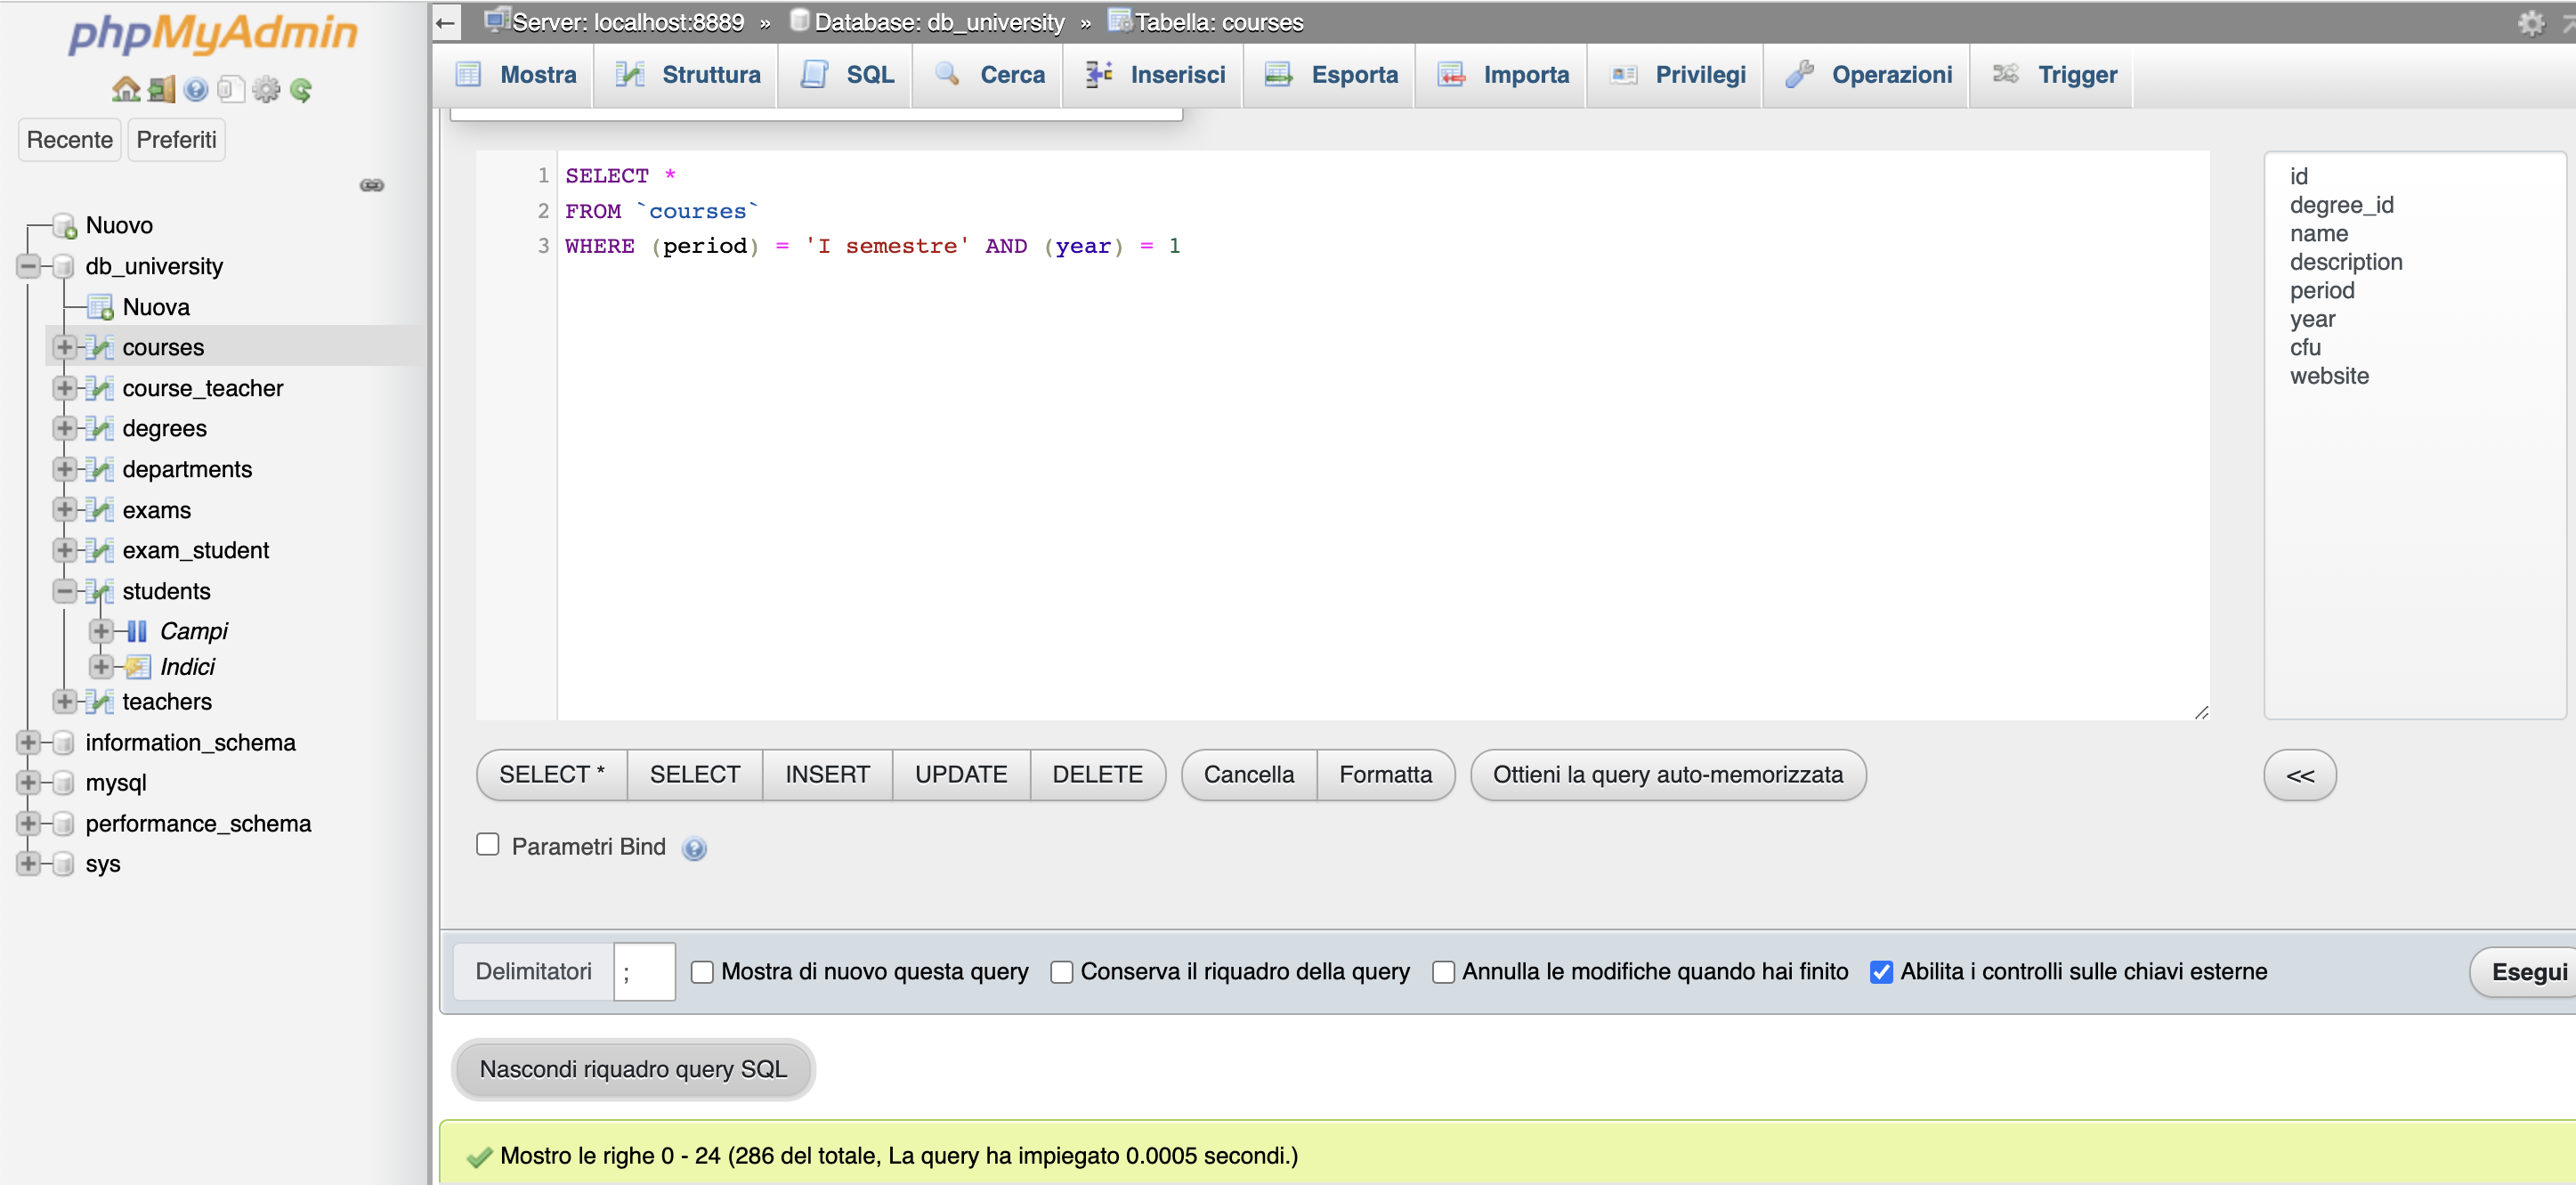 phpMyAdmin
Recente Preferiti
Nuovo
db_university
Nuova
courses
course_teacher
degrees
departments
exams
exam_student
students
Campi
Indici
teachers
information_schema
mysql
performance_schema
sys
Server: localhost:8889 » Database: db_university » Tabella: courses
Mostra Struttura SQL Cerca Inserisci Esporta Importa Privilegi Operazioni Trigger
1 SELECT *
2 FROM `courses`
3 WHERE (period) = 'I semestre' AND (year) = 1
id
degree_id
name
description
period
year
cfu
website
SELECT * SELECT INSERT UPDATE DELETE Cancella Formatta Ottieni la query auto-memorizzata <<
Parametri Bind
Delimitatori ; Mostra di nuovo questa query Conserva il riquadro della query Annulla le modifiche quando hai finito Abilita i controlli sulle chiavi esterne Esegui
Nascondi riquadro query SQL
Mostro le righe 0 - 24 (286 del totale, La query ha impiegato 0.0005 secondi.)